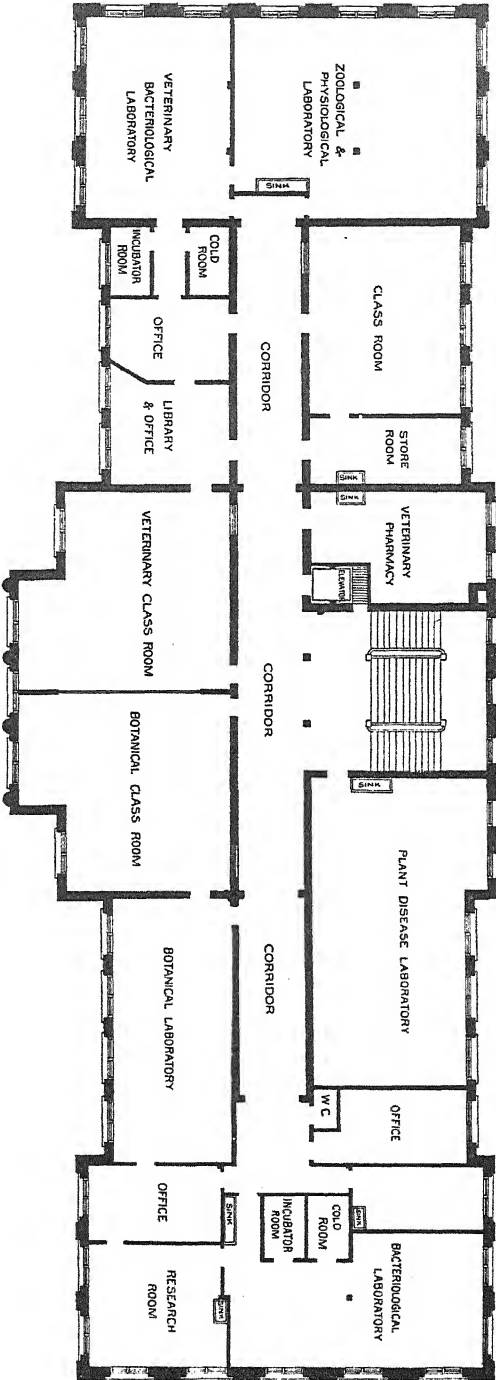 ZOOLOGICAL &
PHYSIOLOGICAL
LABORATORY
SINK
VETERINARY
BACTERIOLOGICAL
LABORATORY
COLD
ROOM
INCUBATOR
ROOM
CLASS ROOM
CORRIDOR
OFFICE
LIBRARY
& OFFICE
STORE
ROOM
SINK
SINK
VETERINARY
PHARMACY
ELEVATOR
VETERINARY CLASS ROOM
CORRIDOR
BOTANICAL CLASS ROOM
SINK
PLANT DISEASE LABORATORY
CORRIDOR
BOTANICAL LABORATORY
W C
OFFICE
OFFICE
SINK
SINK
COLD
ROOM
INCUBATOR
ROOM
BACTERIOLOGICAL
LABORATORY
RESEARCH
ROOM
SINK